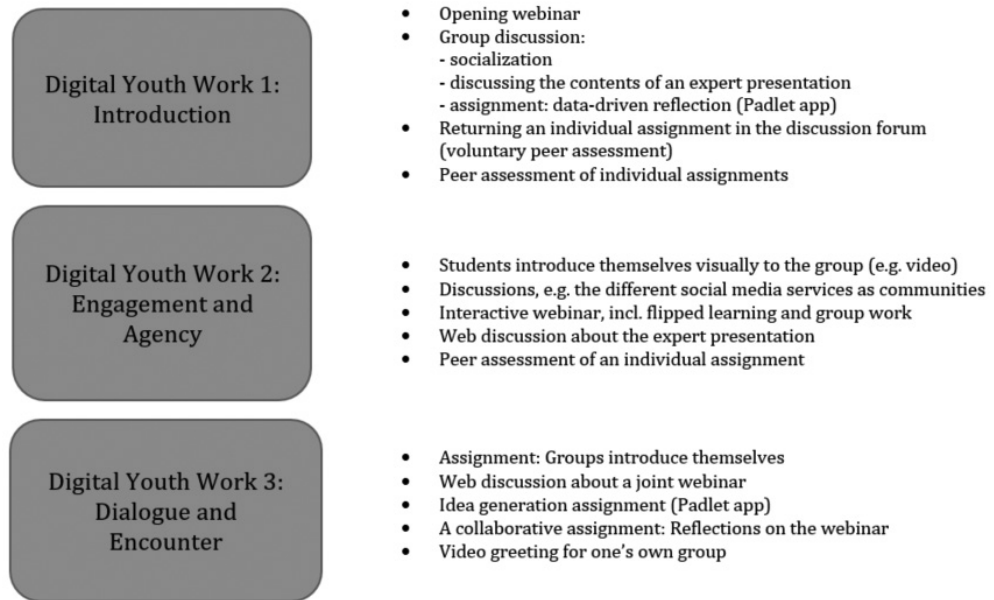 Digital Youth Work 1:
Introduction
• Opening webinar
• Group discussion:
- socialization
- discussing the contents of an expert presentation
- assignment: data-driven reflection (Padlet app)
• Returning an individual assignment in the discussion forum
(voluntary peer assessment)
• Peer assessment of individual assignments
Digital Youth Work 2:
Engagement and
Agency
• Students introduce themselves visually to the group (e.g. video)
• Discussions, e.g. the different social media services as communities
• Interactive webinar, incl. flipped learning and group work
• Web discussion about the expert presentation
• Peer assessment of an individual assignment
Digital Youth Work 3:
Dialogue and
Encounter
• Assignment: Groups introduce themselves
• Web discussion about a joint webinar
• Idea generation assignment (Padlet app)
• A collaborative assignment: Reflections on the webinar
• Video greeting for one's own group